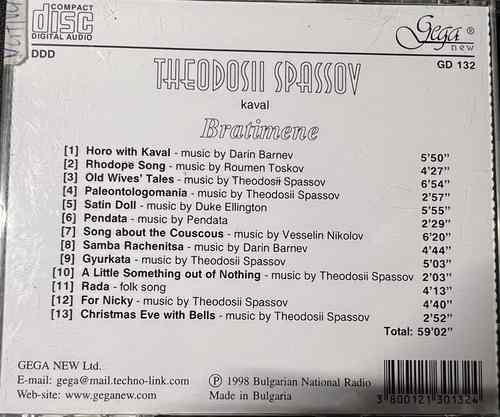 COMPACT
disc
DIGITAL AUDIO
Gega ®
new
DDD
GD 132
THEODOSII SPASSOV
kaval
Bratimene
[1] Horo with Kaval - music by Darin Barnev 5'50"
[2] Rhodope Song - music by Roumen Toskov 4'27"
[3] Old Wives' Tales - music by Theodosii Spassov 6'54"
[4] Paleontologomania - music by Theodosii Spassov 2'57"
[5] Satin Doll - music by Duke Ellington 5'55"
[6] Pendata - music by Pendata 2'29"
[7] Song about the Couscous - music by Vesselin Nikolov 6'20"
[8] Samba Rachenitsa - music by Darin Barnev 4'44"
[9] Gyurkata - music by Theodosii Spassov 5'03"
[10] A Little Something out of Nothing - music by Theodosii Spassov 2'03"
[11] Rada - folk song 4'13"
[12] For Nicky - music by Theodosii Spassov 4'40"
[13] Christmas Eve with Bells - music by Theodosii Spassov 2'52"
Total: 59'02"
GEGA NEW Ltd.
E-mail: gega@mail.techno-link.com
Web-site: www.geganew.com
℗ 1998 Bulgarian National Radio
Made in Bulgaria
3 800121 301324